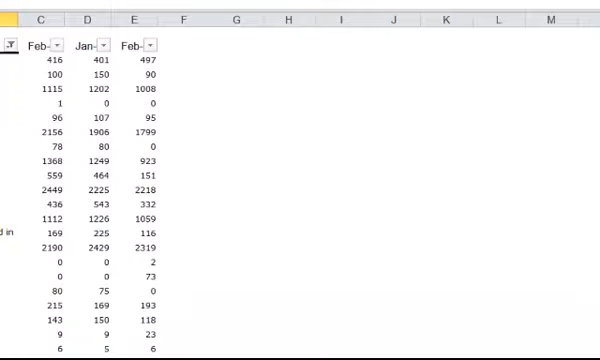 C D E F G H I J K L M
Feb- Jan- Feb-
416 401 497
100 150 90
1115 1202 1008
1 0 0
96 107 95
2156 1906 1799
78 80 0
1368 1249 923
559 464 151
2449 2225 2218
436 543 332
1112 1226 1059
d in 169 225 116
2190 2429 2319
0 0 2
0 0 73
80 75 0
215 169 193
143 150 118
9 9 23
6 5 6